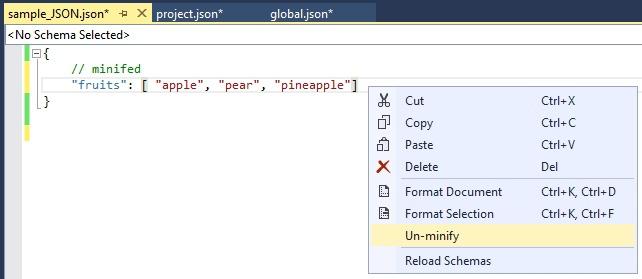 sample_JSON.json* project.json* global.json*
<No Schema Selected>
{
// minifed
"fruits": [ "apple", "pear", "pineapple"]
}
Cut Ctrl+X
Copy Ctrl+C
Paste Ctrl+V
Delete Del
Format Document Ctrl+K, Ctrl+D
Format Selection Ctrl+K, Ctrl+F
Un-minify
Reload Schemas